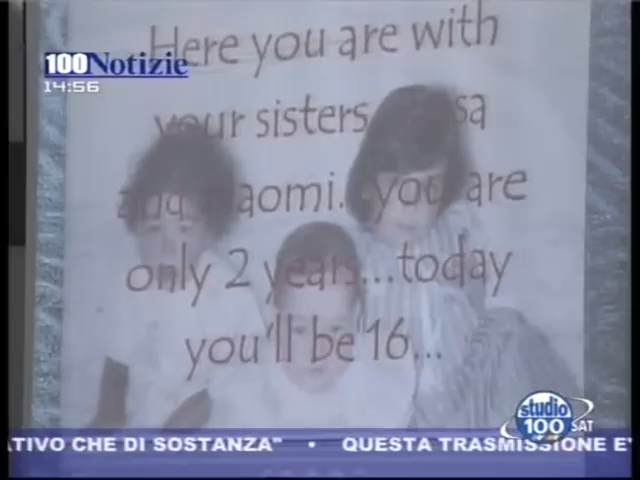 Here you are with
100Notizie
14:56
your sisters
and Naomi...you are
only 2 years...today
you'll be 16...
studio
100 SAT
ATIVO CHE DI SOSTANZA" • QUESTA TRASMISSIONE E'